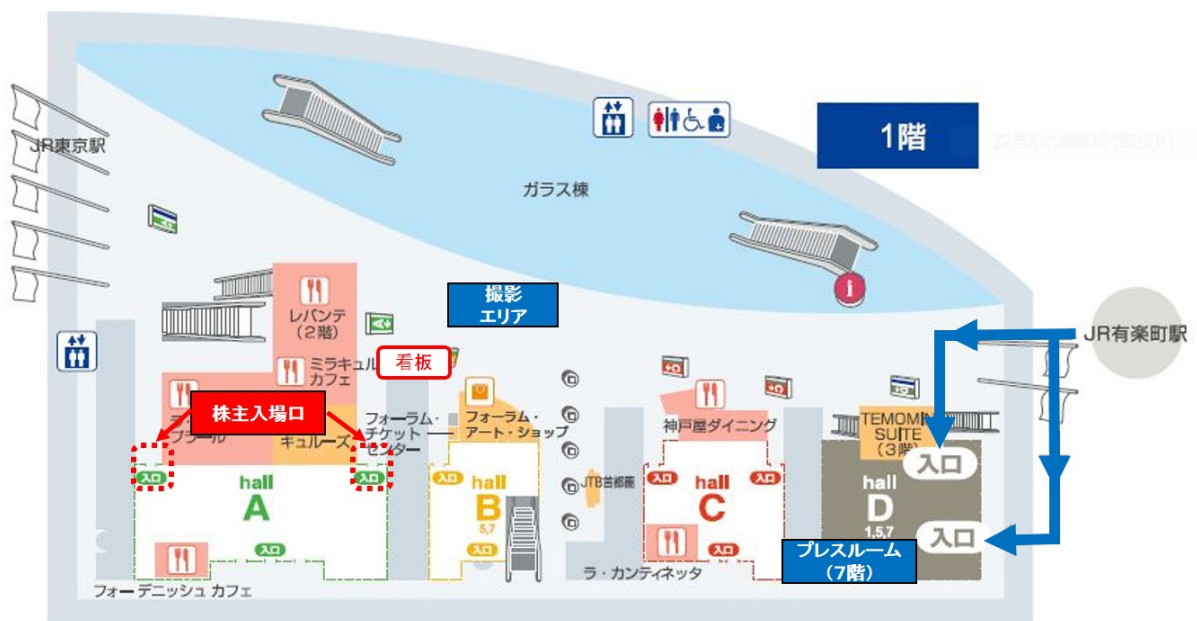 1階
JR東京駅
ガラス棟
撮影
エリア
レバンテ
（2階）
JR有楽町駅
ミラキュル
カフェ
看板
株主入場口
プラール
キュルーズ
フォーラム・
チケット
センター
フォーラム・
アート・ショップ
神戸屋ダイニング
TEMOMIN
SUITE
（3階）
入口
入口
入口
hall
A
入口
入口
hall
B
5,7
入口
JTB首都圏
入口
入口
hall
C
入口
hall
D
1,5,7
入口
入口
プレスルーム
（7階）
ラ・カンティネッタ
フォー デニッシュ カフェ